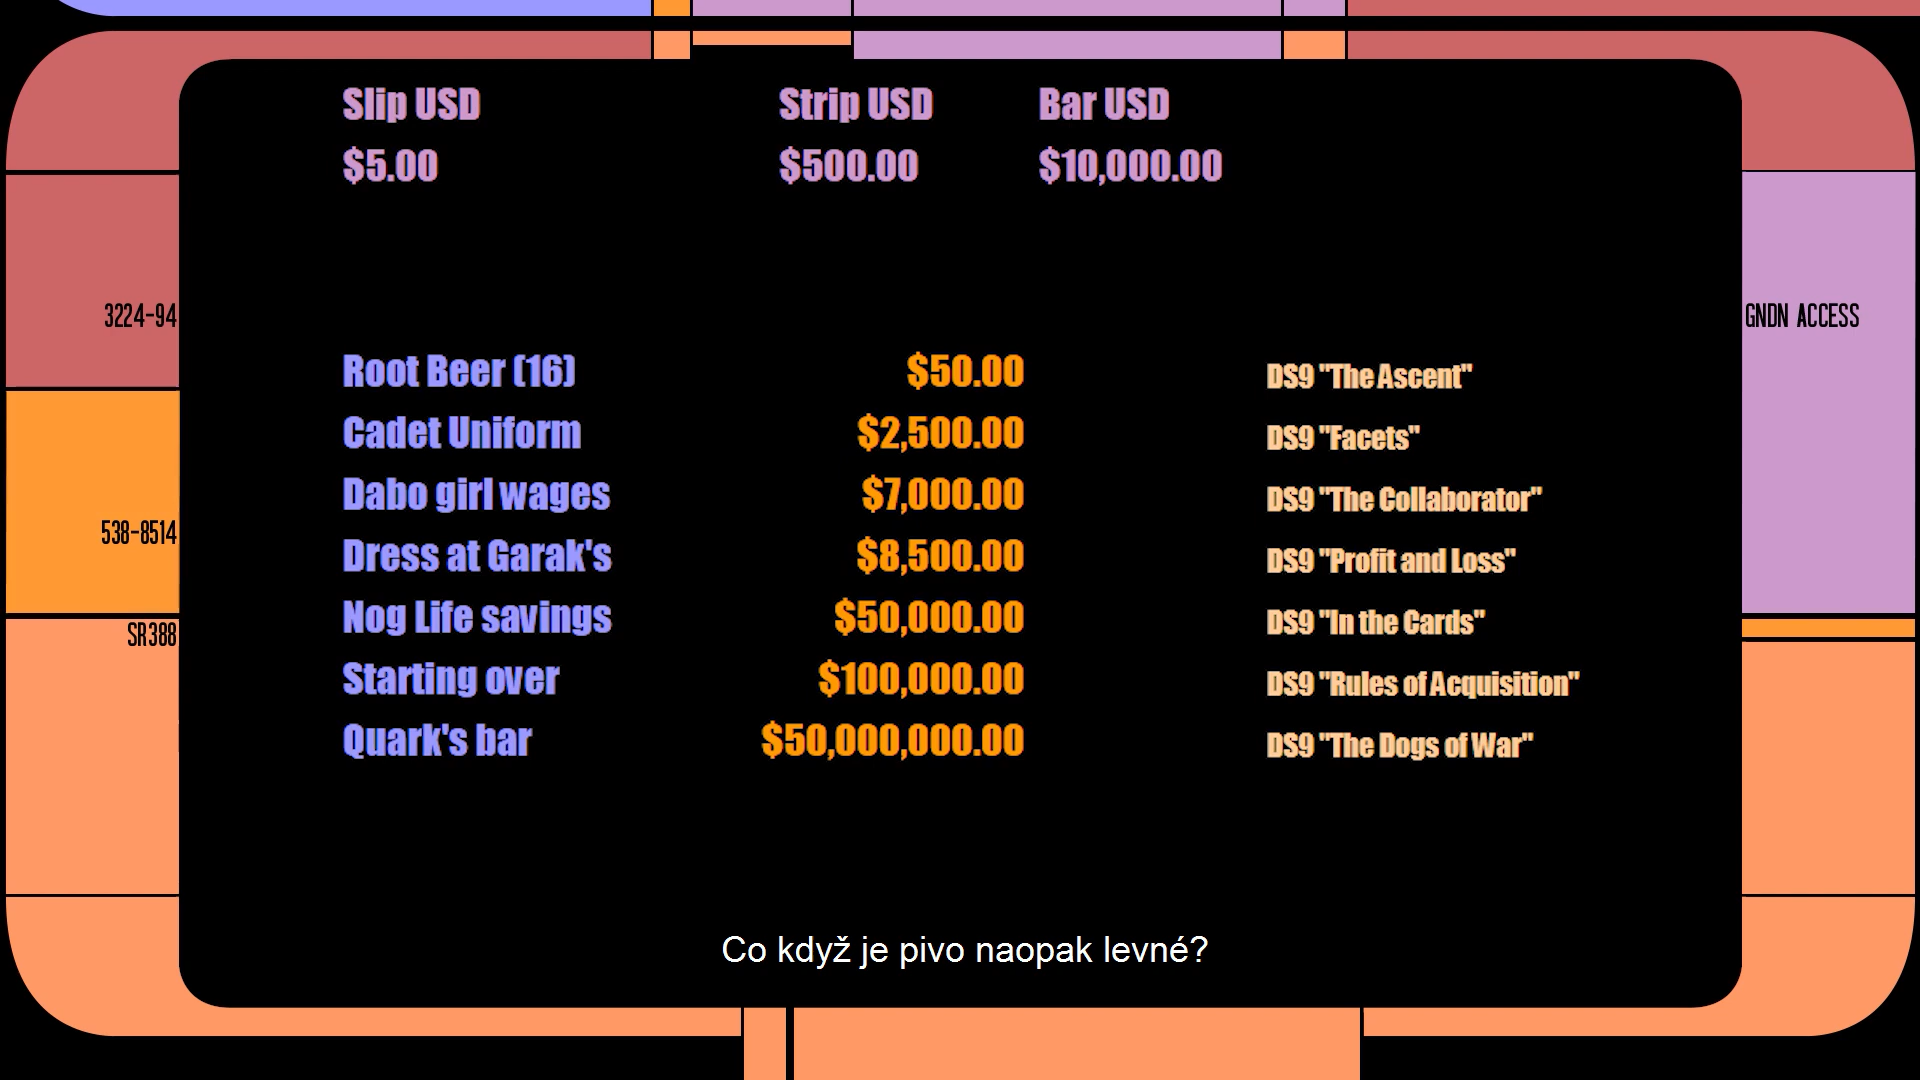 Slip USD Strip USD Bar USD
$5.00 $500.00 $10,000.00
3224-94
GNDN ACCESS
Root Beer (16) $50.00 DS9 "The Ascent"
Cadet Uniform $2,500.00 DS9 "Facets"
Dabo girl wages $7,000.00 DS9 "The Collaborator"
538-8514
Dress at Garak's $8,500.00 DS9 "Profit and Loss"
Nog Life savings $50,000.00 DS9 "In the Cards"
SR388
Starting over $100,000.00 DS9 "Rules of Acquisition"
Quark's bar $50,000,000.00 DS9 "The Dogs of War"
Co když je pivo naopak levné?